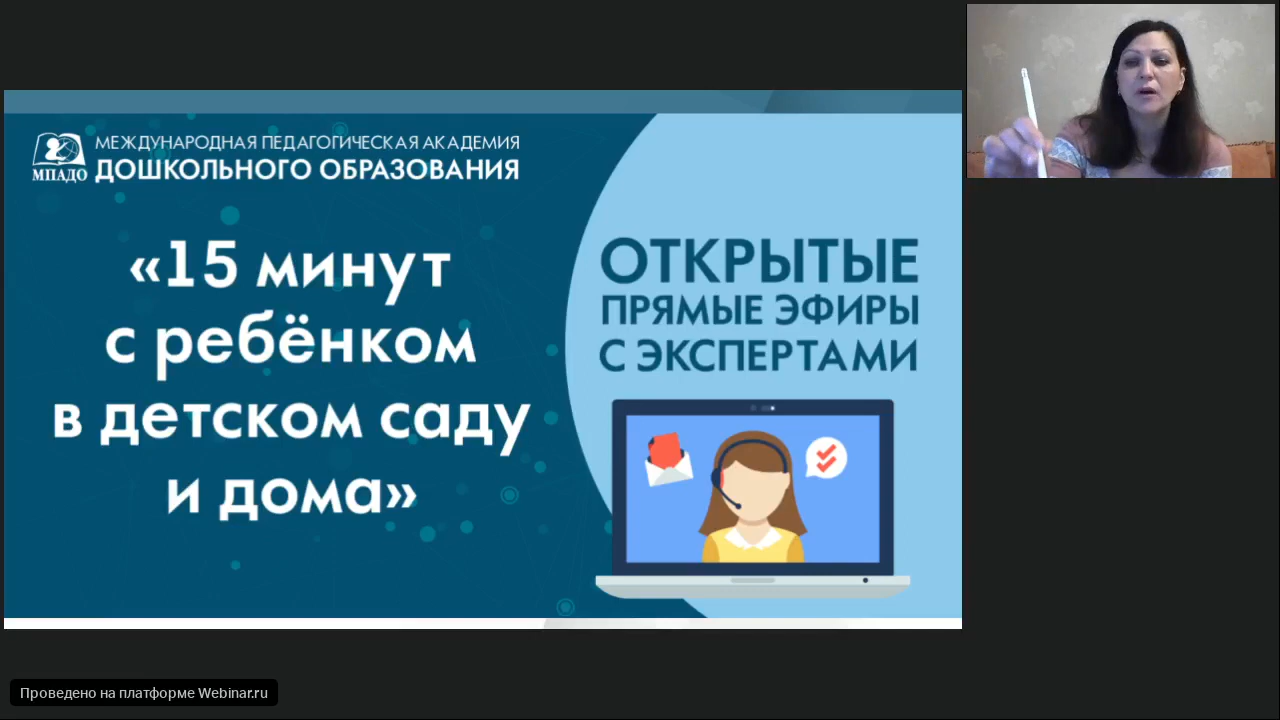 МЕЖДУНАРОДНАЯ ПЕДАГОГИЧЕСКАЯ АКАДЕМИЯ
МПАДО ДОШКОЛЬНОГО ОБРАЗОВАНИЯ
«15 минут
с ребёнком
в детском саду
и дома»
ОТКРЫТЫЕ
ПРЯМЫЕ ЭФИРЫ
С ЭКСПЕРТАМИ
Проведено на платформе Webinar.ru